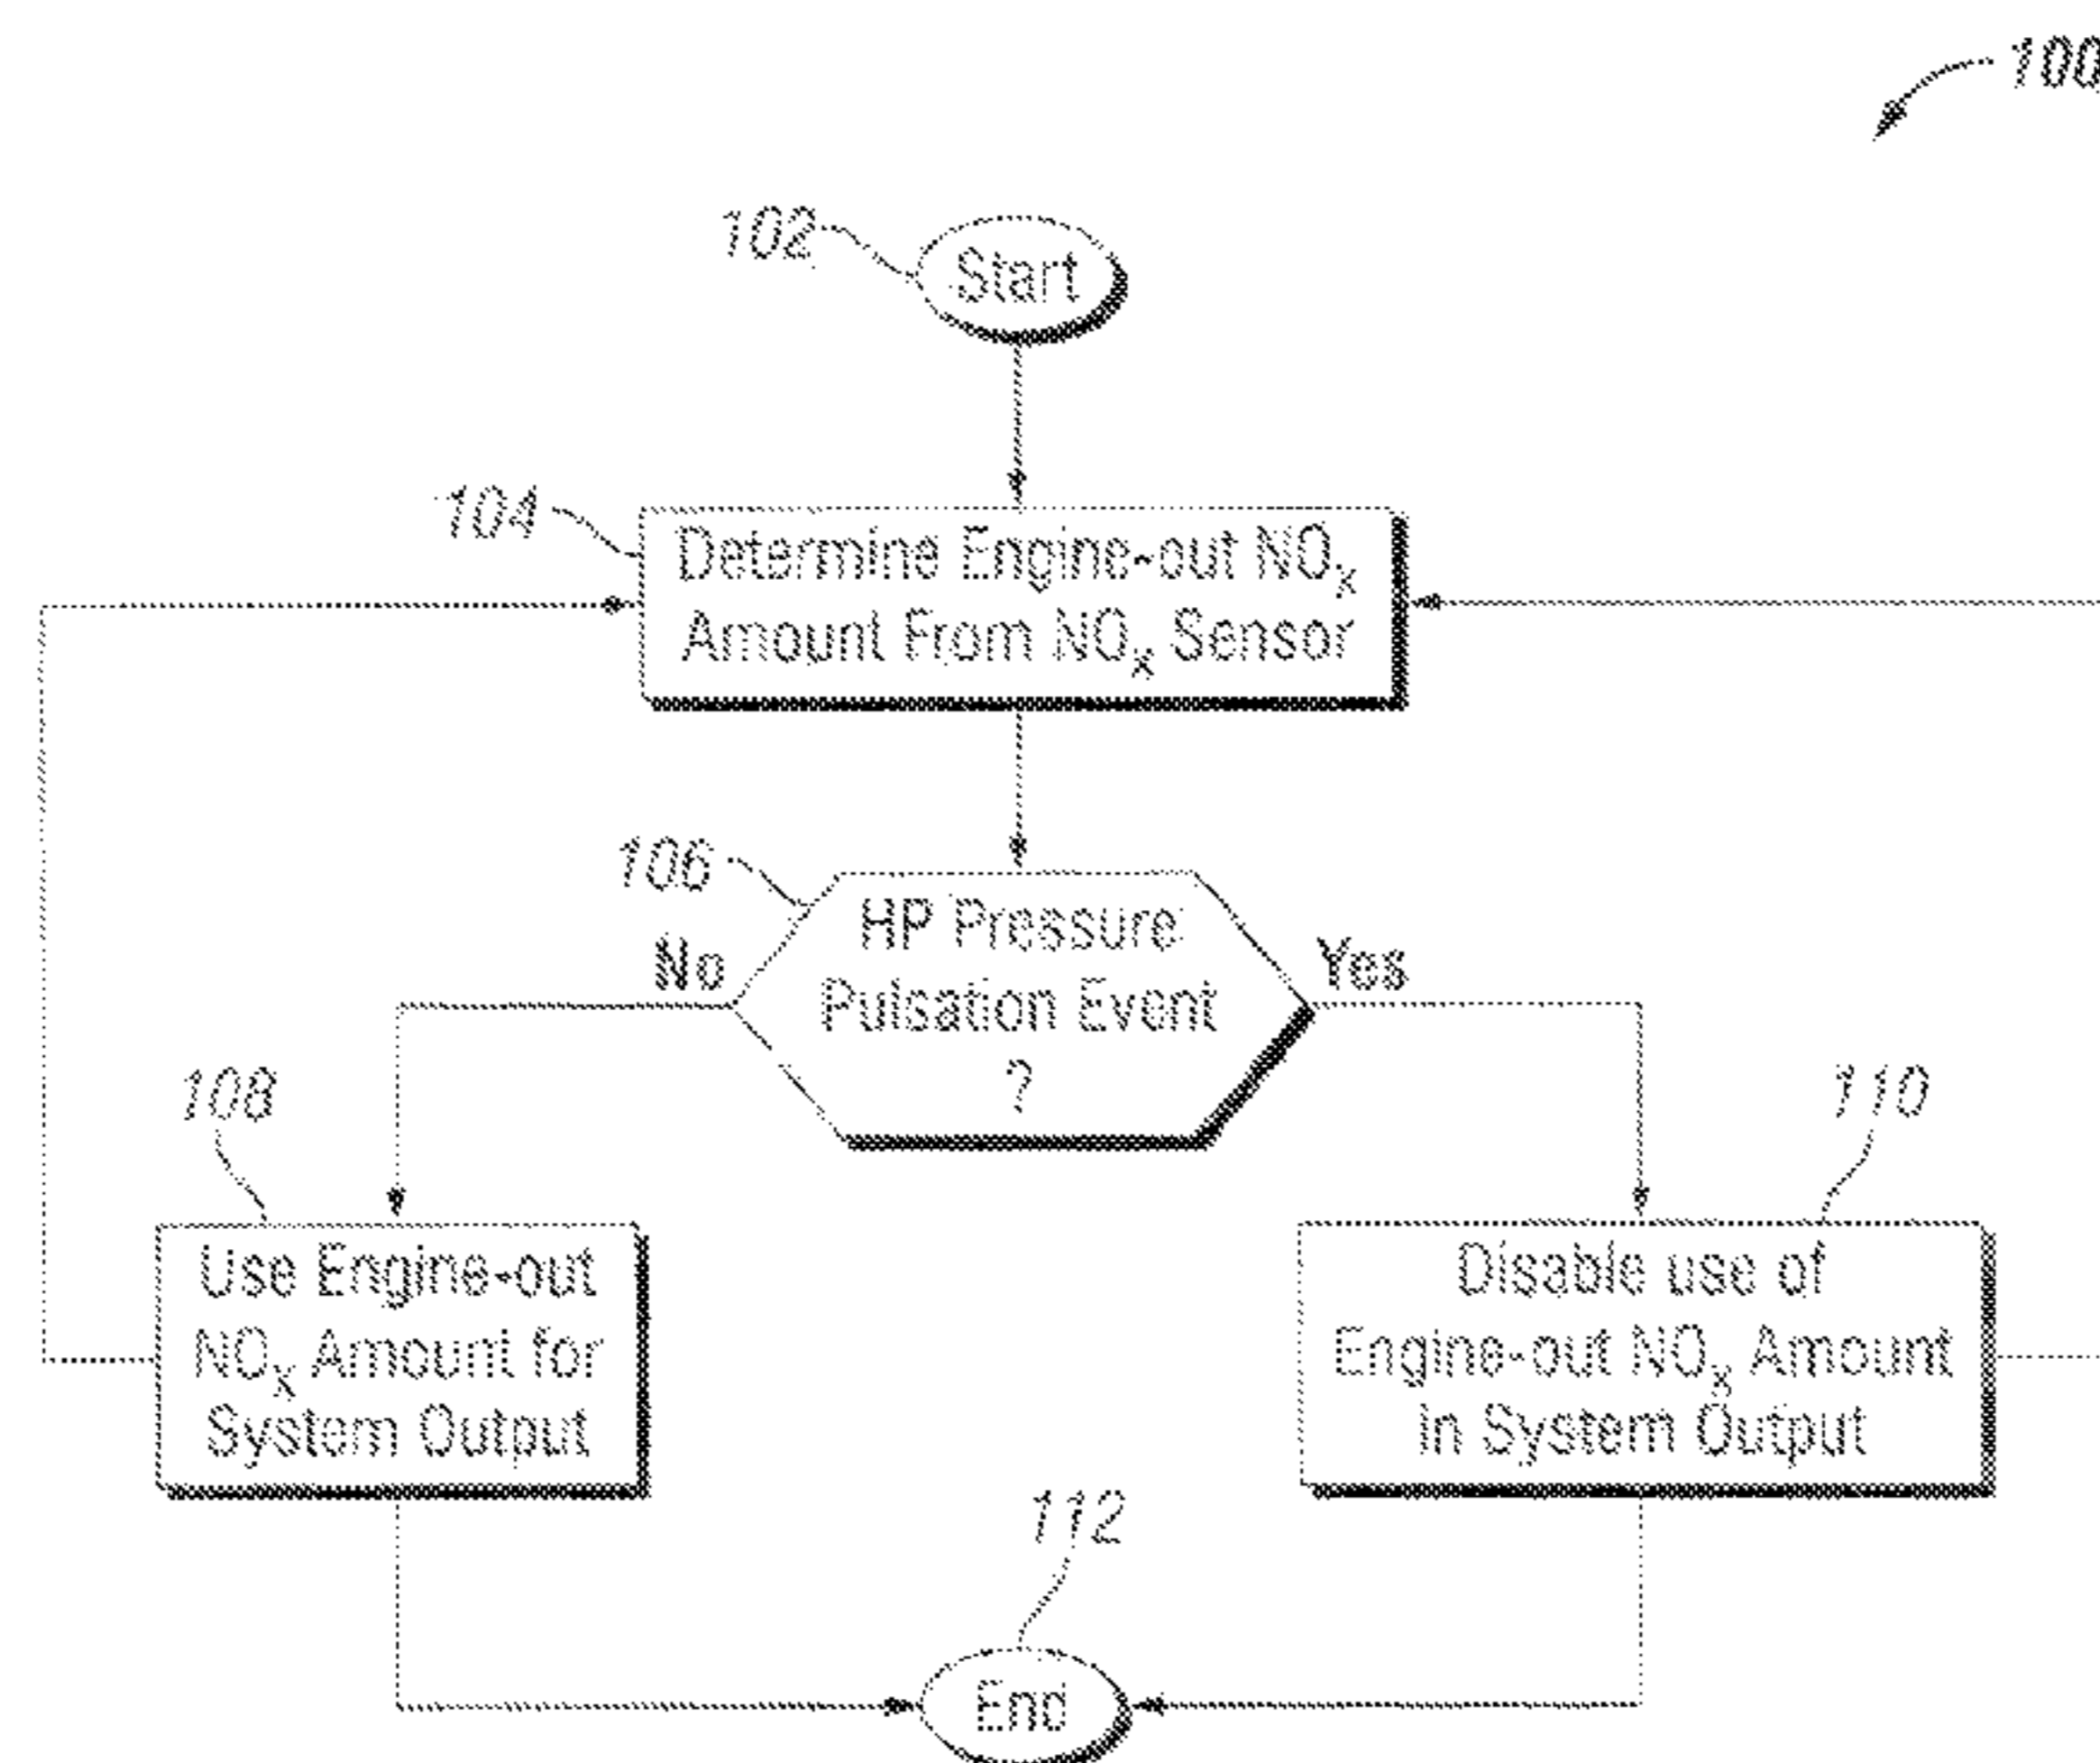 100
102
Start
104
Determine Engine-out NOx
Amount From NOx Sensor
106
HP Pressure
Pulsation Event
?
No
Yes
108
110
Use Engine-out
NOx Amount for
System Output
Disable use of
Engine-out NOx Amount
in System Output
112
End